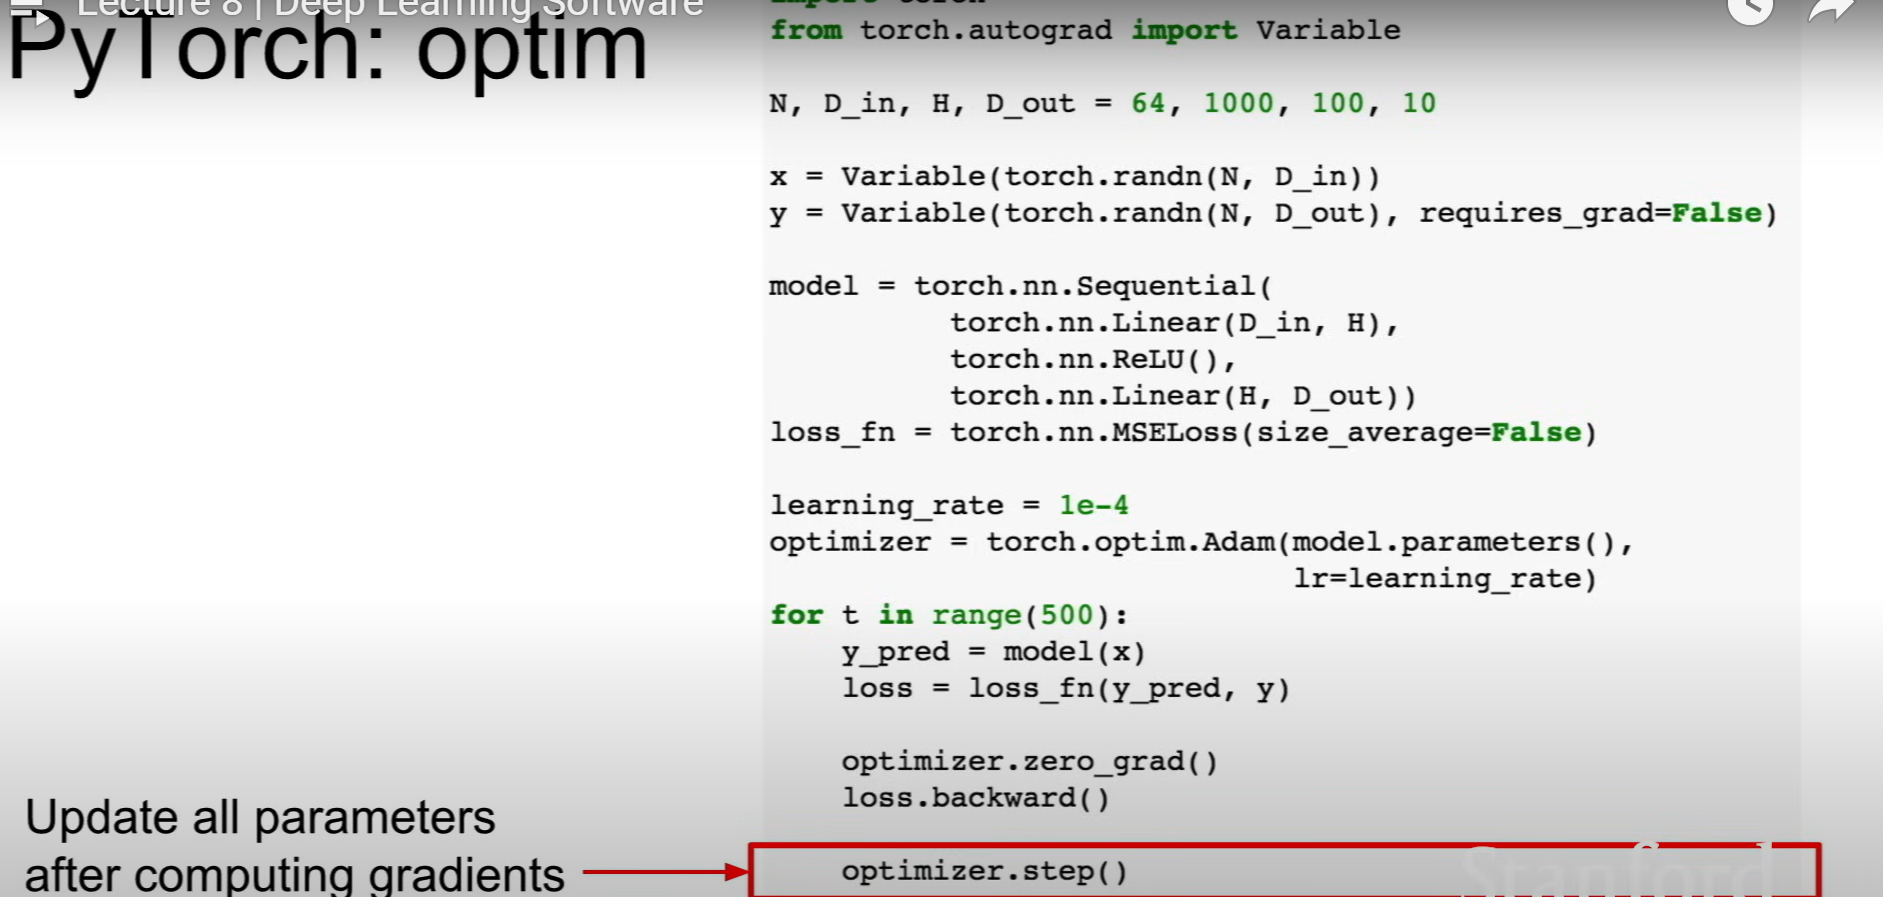 Lecture 8 | Deep Learning Software
PyTorch: optim
import torch
from torch.autograd import Variable
N, D_in, H, D_out = 64, 1000, 100, 10
x = Variable(torch.randn(N, D_in))
y = Variable(torch.randn(N, D_out), requires_grad=False)
model = torch.nn.Sequential(
torch.nn.Linear(D_in, H),
torch.nn.ReLU(),
torch.nn.Linear(H, D_out))
loss_fn = torch.nn.MSELoss(size_average=False)
learning_rate = 1e-4
optimizer = torch.optim.Adam(model.parameters(),
lr=learning_rate)
for t in range(500):
y_pred = model(x)
loss = loss_fn(y_pred, y)
optimizer.zero_grad()
loss.backward()
Update all parameters
after computing gradients
optimizer.step()
Stanford